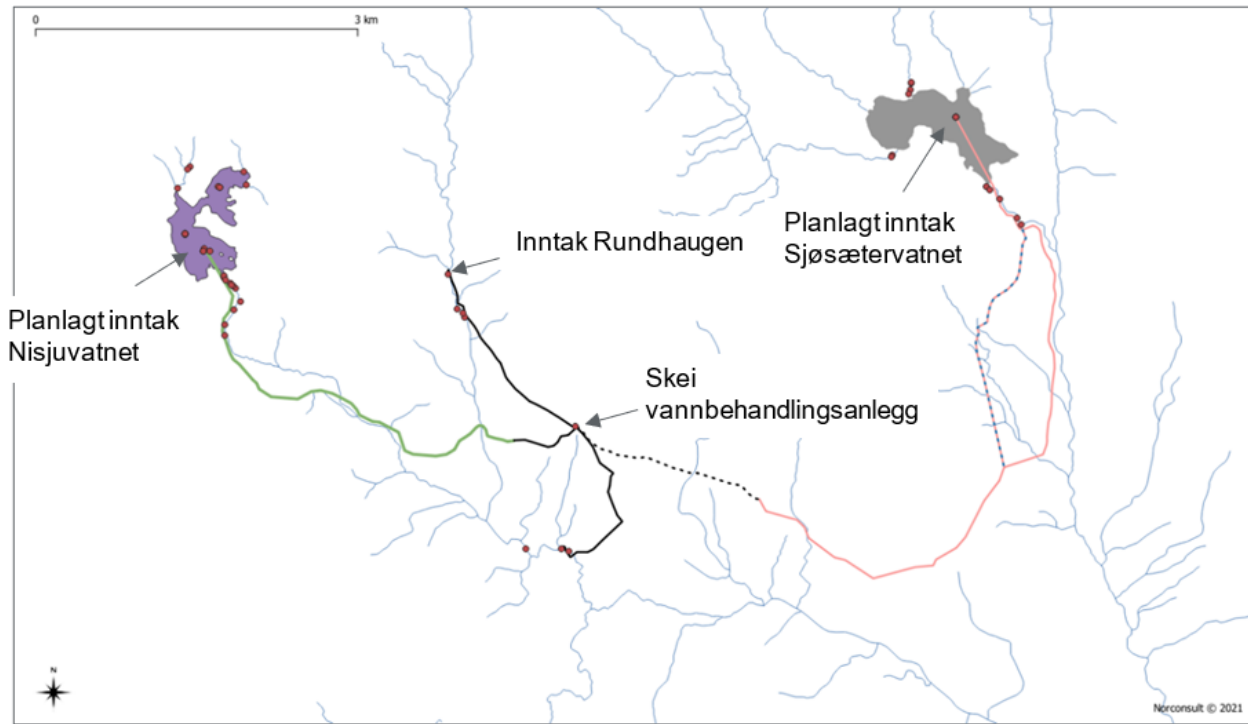 0
3 km
Planlagt inntak
Sjøsætervatnet
Inntak Rundhaugen
Planlagt inntak
Nisjuvatnet
Skei
vannbehandlingsanlegg
N
Norconsult © 2021